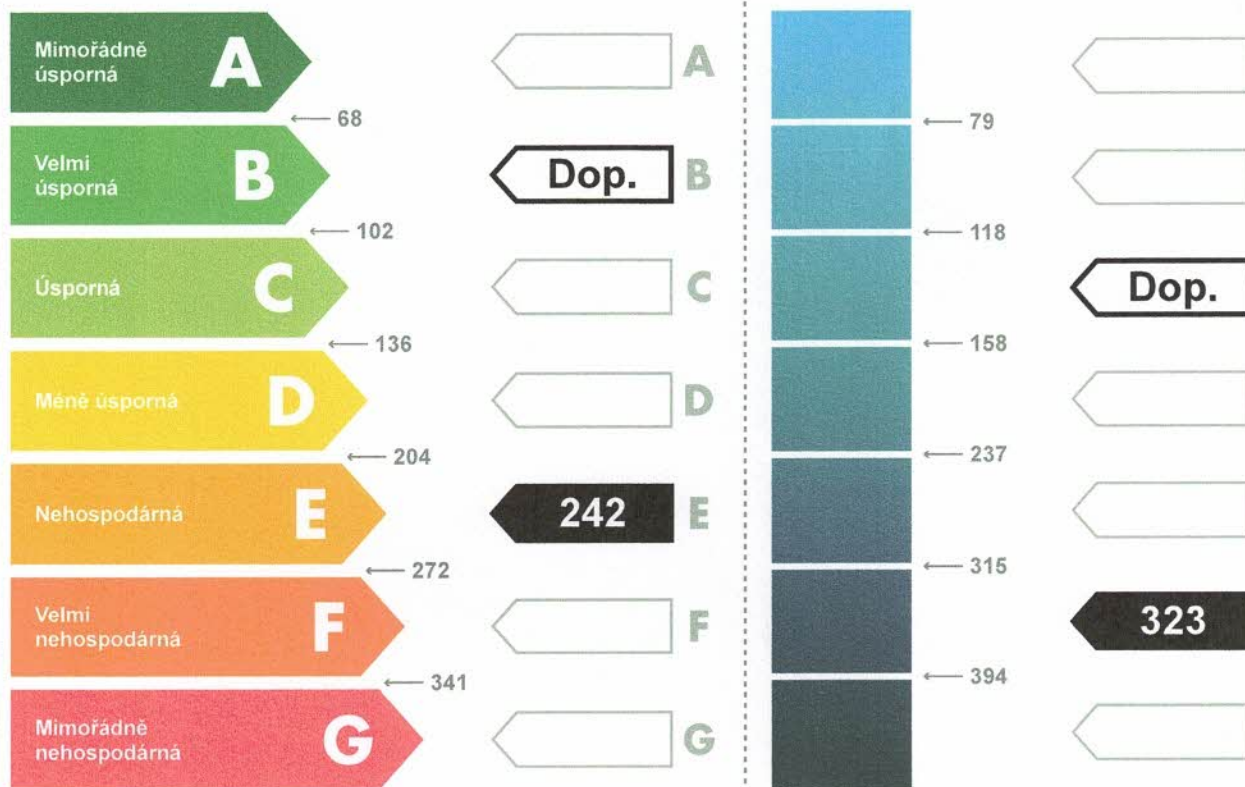 Mimořádně
úsporná
A
A
68
79
Velmi
úsporná
B
Dop.
B
102
118
Úsporná
C
C
Dop.
136
158
Méně úsporná
D
D
204
237
Nehospodárná
E
242
E
272
315
Velmi
nehospodárná
F
F
323
341
394
Mimořádně
nehospodárná
G
G